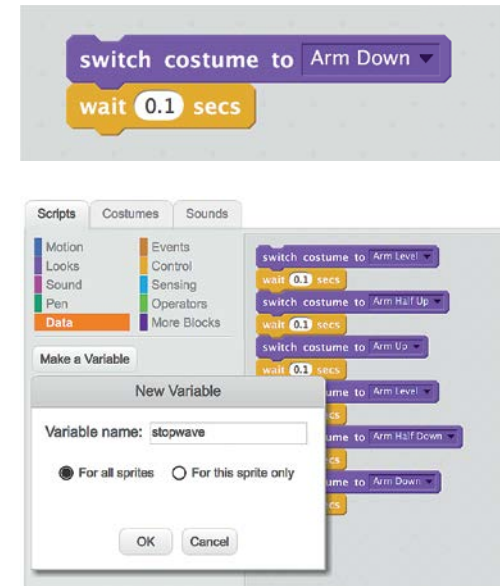 switch costume to Arm Down
wait 0.1 secs
Scripts Costumes Sounds
Motion Events
Looks Control
Sound Sensing
Pen Operators
Data More Blocks
Make a Variable
New Variable
Variable name: stopwave
For all sprites For this sprite only
OK Cancel
switch costume to Arm Level
wait 0.1 secs
switch costume to Arm Half Up
wait 0.1 secs
switch costume to Arm Up
wait 0.1 secs
ume to Arm Level
cs
ume to Arm Half Down
cs
ume to Arm Down
cs